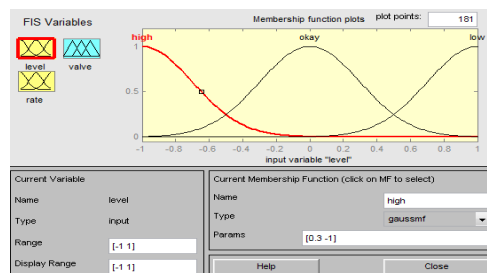 FIS Variables
Membership function plots
plot points:
181
high
okay
low
level
valve
rate
1
0.5
0
-1
-0.8
-0.6
-0.4
-0.2
0
0.2
0.4
0.6
0.8
1
input variable "level"
Current Variable
Name
level
Type
input
Range
[-1 1]
Display Range
[-1 1]
Current Membership Function (click on MF to select)
Name
high
Type
gaussmf
Params
[0.3 -1]
Help
Close